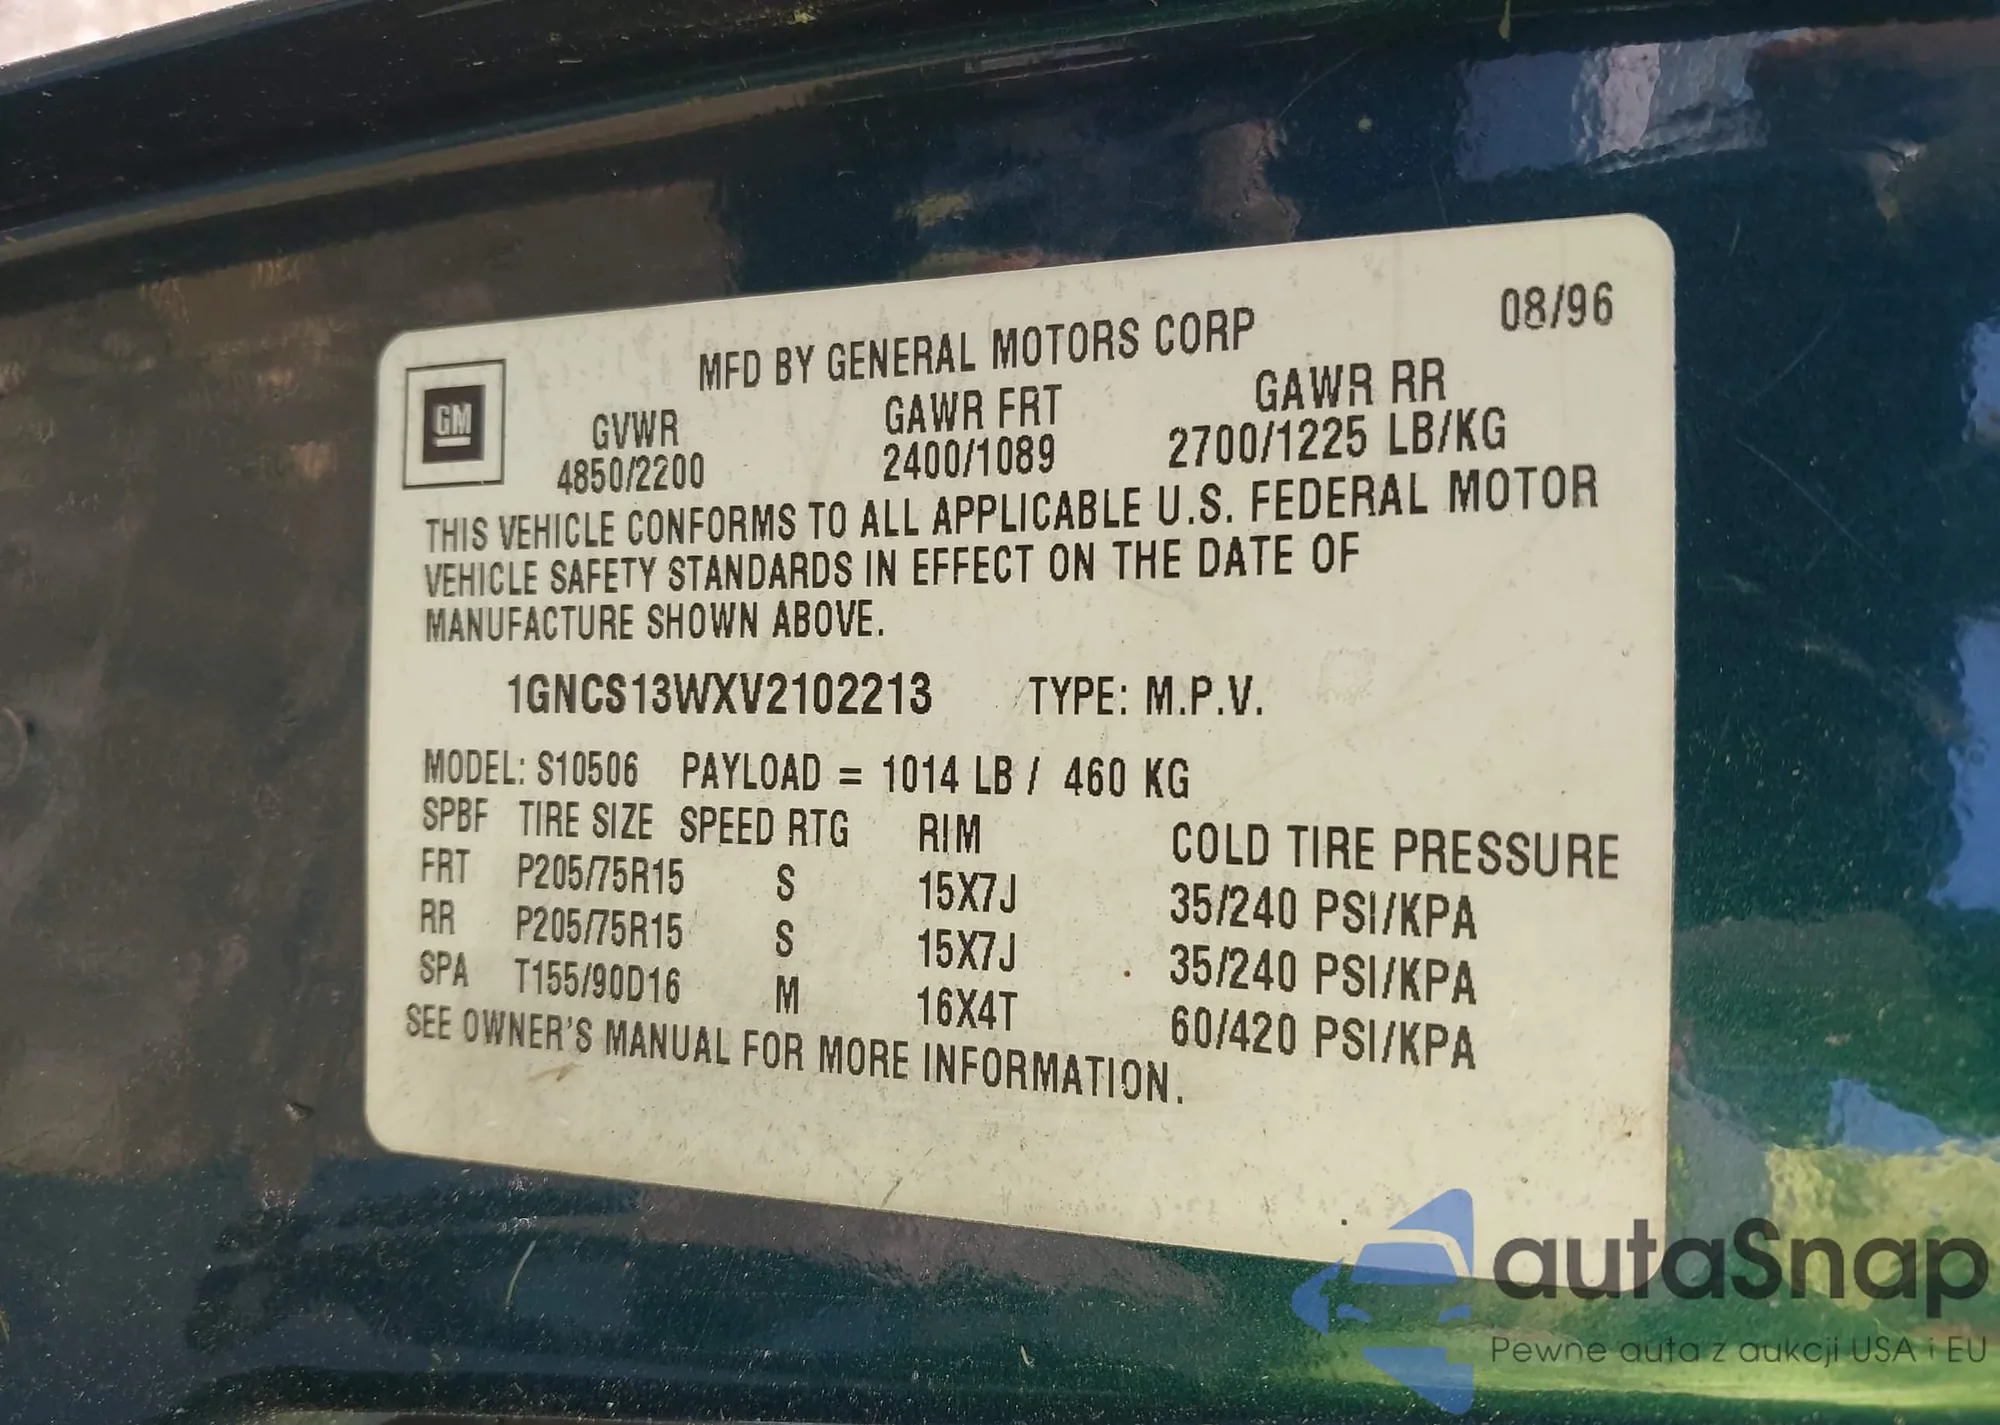 MFD BY GENERAL MOTORS CORP 08/96
GM
GVWR GAWR FRT GAWR RR
4850/2200 2400/1089 2700/1225 LB/KG
THIS VEHICLE CONFORMS TO ALL APPLICABLE U.S. FEDERAL MOTOR
VEHICLE SAFETY STANDARDS IN EFFECT ON THE DATE OF
MANUFACTURE SHOWN ABOVE.
1GNCS13WXV2102213 TYPE: M.P.V.
MODEL: S10506 PAYLOAD = 1014 LB / 460 KG
SPBF TIRE SIZE SPEED RTG RIM COLD TIRE PRESSURE
FRT P205/75R15 S 15X7J 35/240 PSI/KPA
RR P205/75R15 S 15X7J 35/240 PSI/KPA
SPA T155/90D16 M 16X4T 60/420 PSI/KPA
SEE OWNER'S MANUAL FOR MORE INFORMATION.
autaSnap
Pewne auta z aukcji USA i EU